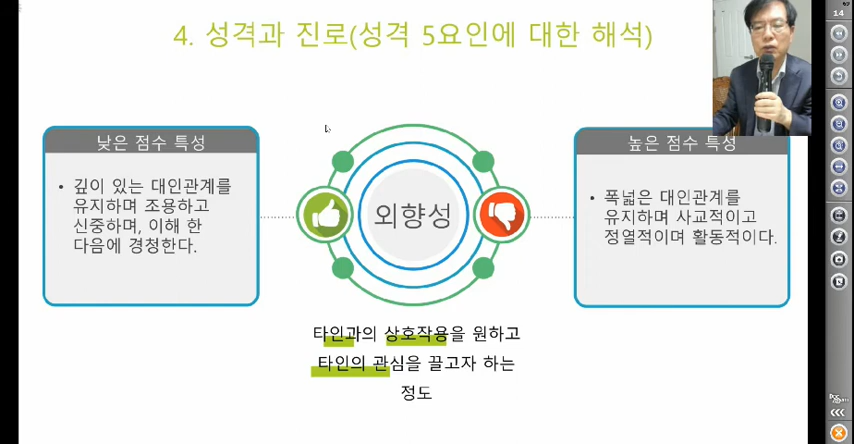 4. 성격과 진로(성격 5요인에 대한 해석)
14
낮은 점수 특성
• 깊이 있는 대인관계를
유지하며 조용하고
신중하며, 이해 한
다음에 경청한다.
외향성
높은 점수 특성
• 폭넓은 대인관계를
유지하며 사교적이고
정열적이며 활동적이다.
타인과의 상호작용을 원하고
타인의 관심을 끌고자 하는
정도